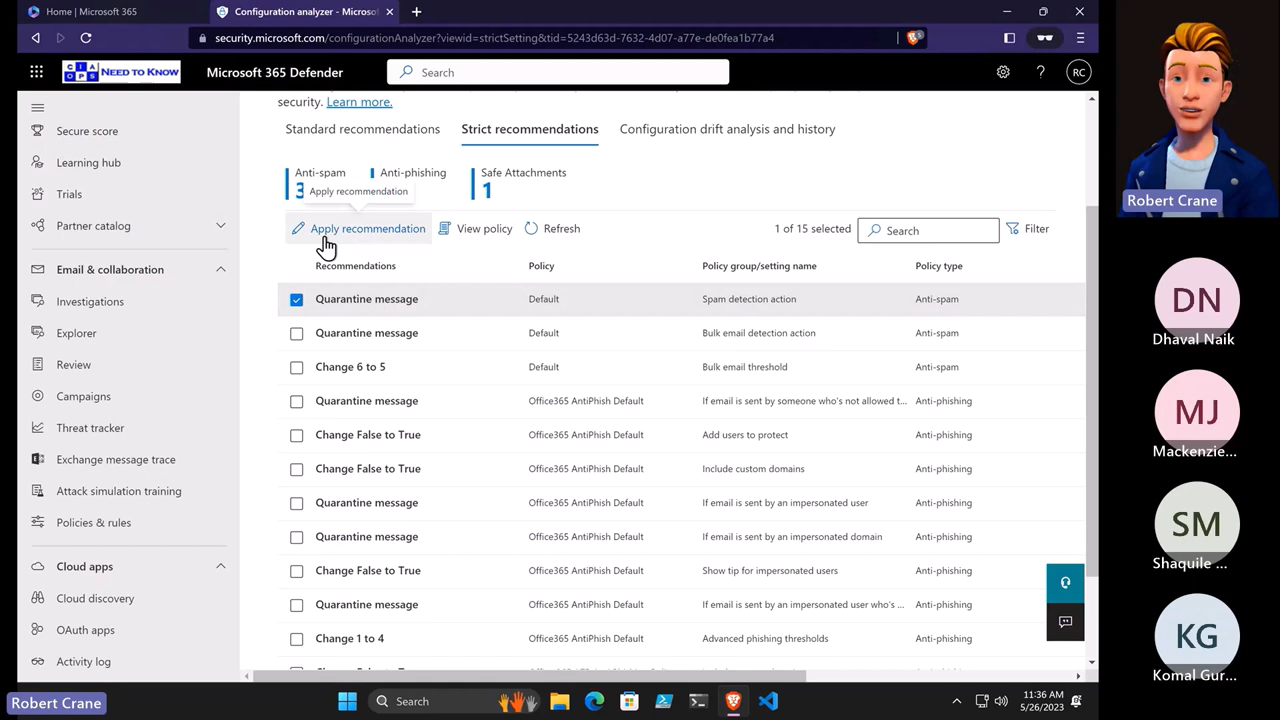 Home | Microsoft 365
Configuration analyzer - Microsof
security.microsoft.com/configurationAnalyzer?viewid=strictSetting&tid=5243d63d-7632-4d07-a77e-de0fea1b77a4
CIAOPS NEED TO KNOW
Microsoft 365 Defender
Search
RC
security. Learn more.
Secure score
Standard recommendations Strict recommendations Configuration drift analysis and history
Learning hub
Anti-spam Anti-phishing Safe Attachments
3 Apply recommendation 1
Trials
Partner catalog
Apply recommendation View policy Refresh 1 of 15 selected Search Filter
Recommendations Policy Policy group/setting name Policy type
Email & collaboration
Quarantine message Default Spam detection action Anti-spam
Investigations
Quarantine message Default Bulk email detection action Anti-spam
Explorer
Change 6 to 5 Default Bulk email threshold Anti-spam
Review
Quarantine message Office365 AntiPhish Default If email is sent by someone who's not allowed t... Anti-phishing
Campaigns
Change False to True Office365 AntiPhish Default Add users to protect Anti-phishing
Threat tracker
Change False to True Office365 AntiPhish Default Include custom domains Anti-phishing
Exchange message trace
Quarantine message Office365 AntiPhish Default If email is sent by an impersonated user Anti-phishing
Attack simulation training
Quarantine message Office365 AntiPhish Default If email is sent by an impersonated domain Anti-phishing
Policies & rules
Change False to True Office365 AntiPhish Default Show tip for impersonated users Anti-phishing
Cloud apps
Quarantine message Office365 AntiPhish Default If email is sent by an impersonated user who's ... Anti-phishing
Cloud discovery
Change 1 to 4 Office365 AntiPhish Default Advanced phishing thresholds Anti-phishing
OAuth apps
Activity log
Search
11:36 AM
5/26/2023
Robert Crane
Robert Crane
DN
Dhaval Naik
MJ
Mackenzie...
SM
Shaquile ...
KG
Komal Gur...